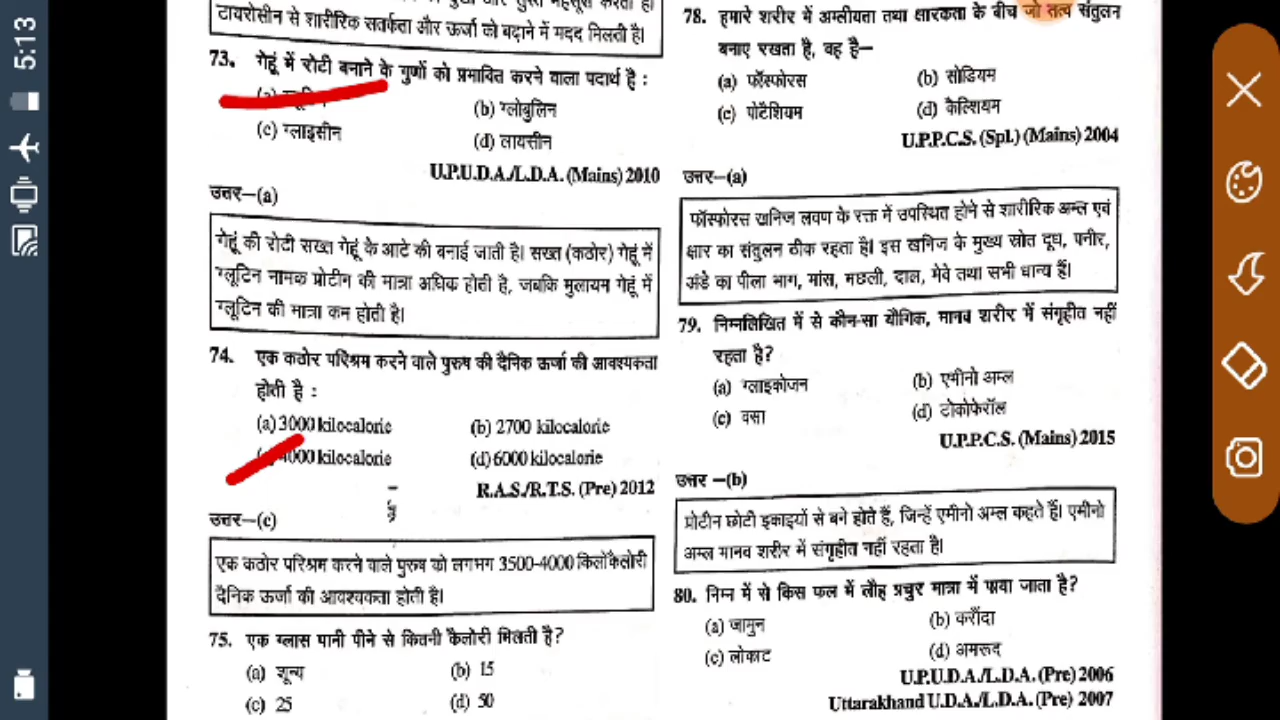 5:13
टायरोसीन से शारीरिक सतर्कता और ऊर्जा को बढ़ाने में मदद मिलती है।
73. गेहूं में रोटी बनाने के गुणों को प्रभावित करने वाला पदार्थ है :
(b) ग्लोबुलिन
(c) ग्लाइसीन (d) लायसीन
U.P.U.D.A./L.D.A. (Mains) 2010
उत्तर–(a)
गेहूं की रोटी सख्त गेहूं के आटे की बनाई जाती है। सख्त (कठोर) गेहूं में
ग्लूटिन नामक प्रोटीन की मात्रा अधिक होती है, जबकि मुलायम गेहूं में
ग्लूटिन की मात्रा कम होती है।
74. एक कठोर परिश्रम करने वाले पुरुष की दैनिक ऊर्जा की आवश्यकता
होती है :
(a) 3000 kilocalorie (b) 2700 kilocalorie
4000 kilocalorie (d) 6000 kilocalorie
R.A.S./R.T.S. (Pre) 2012
उत्तर–(c)
एक कठोर परिश्रम करने वाले पुरुष को लगभग 3500-4000 किलोकैलोरी
दैनिक ऊर्जा की आवश्यकता होती है।
75. एक ग्लास पानी पीने से कितनी कैलोरी मिलती है?
(a) शून्य (b) 15
(c) 25 (d) 50
78. हमारे शरीर में अम्लीयता तथा क्षारकता के बीच जो सत्य संतुलन
बनाए रखता है, वह है–
(a) फॉस्फोरस (b) सोडियम
(c) पोटैशियम (d) कैल्शियम
U.P.P.C.S. (Spl.) (Mains) 2004
उत्तर–(a)
फॉस्फोरस खनिज लवण के रक्त में उपस्थित होने से शारीरिक अम्ल एवं
क्षार का संतुलन ठीक रहता है। इस खनिज के मुख्य स्रोत दूध, पनीर,
अंडे का पीला भाग, मांस, मछली, दाल, मेवे तथा सभी धान्य हैं।
79. निम्नलिखित में से कौन-सा यौगिक, मानव शरीर में संगृहीत नहीं
रहता है?
(a) ग्लाइकोजन (b) एमीनो अम्ल
(c) वसा (d) टोकोफेरॉल
U.P.P.C.S. (Mains) 2015
उत्तर –(b)
प्रोटीन छोटी इकाइयों से बने होते हैं, जिन्हें एमीनो अम्ल कहते हैं। एमीनो
अम्ल मानव शरीर में संगृहीत नहीं रहता है।
80. निम्न में से किस फल में लौह प्रचुर मात्रा में पाया जाता है?
(a) जामुन (b) करौंदा
(c) लोकाट (d) अमरूद
U.P.U.D.A./L.D.A. (Pre) 2006
Uttarakhand U.D.A./L.D.A. (Pre) 2007